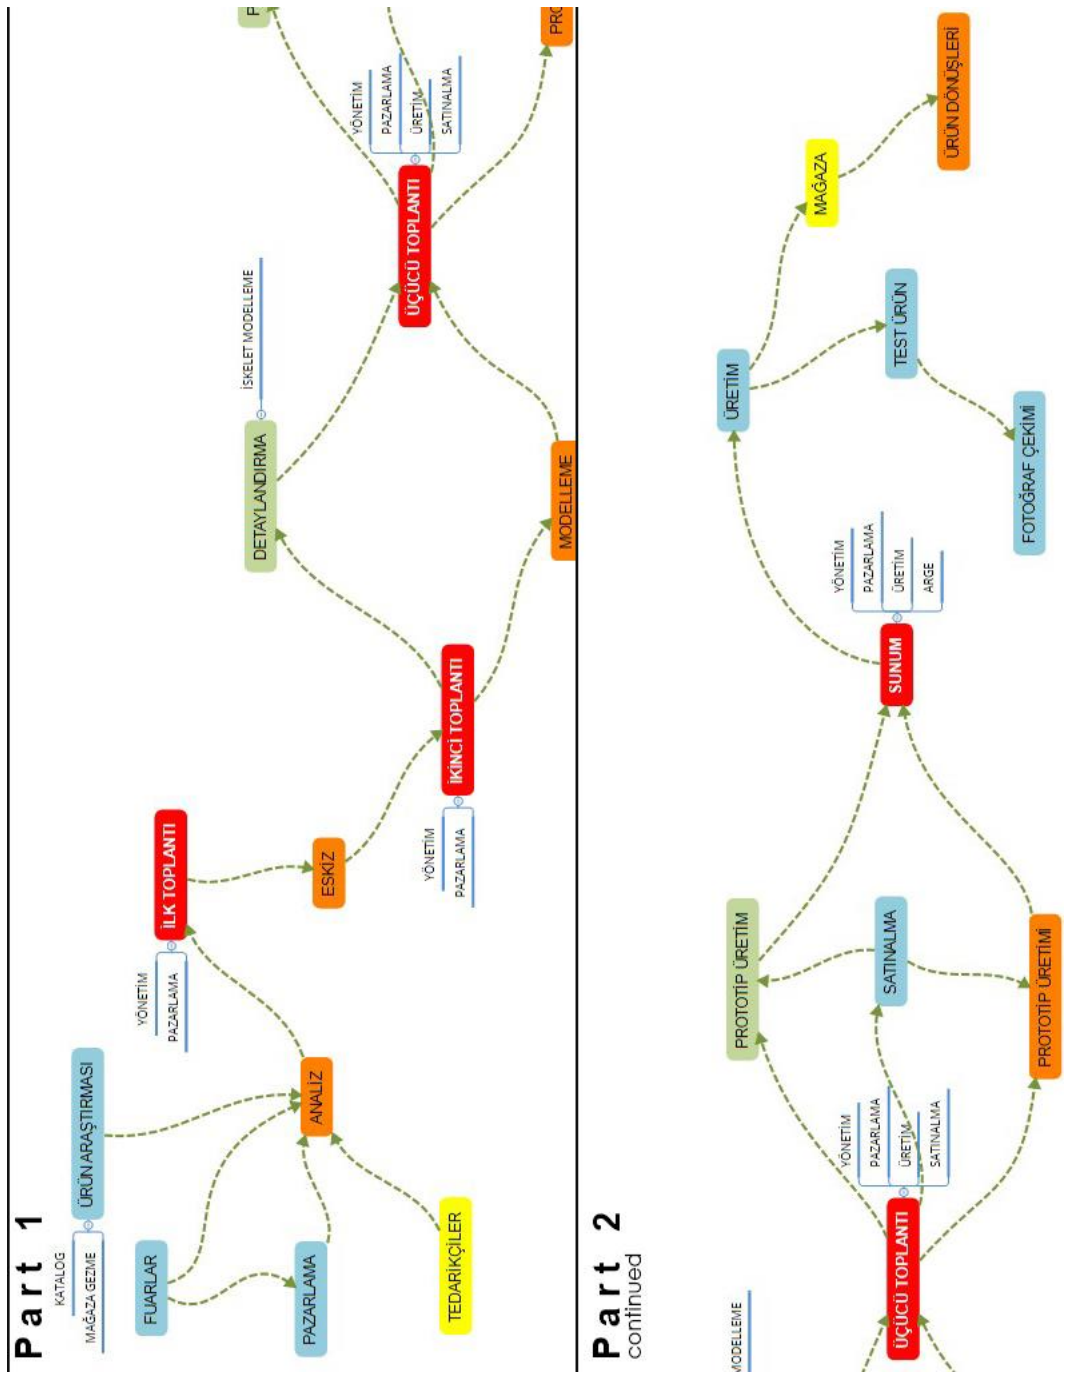 Part 1
KATALOG
MAĞAZA GEZME
ÜRÜN ARAŞTIRMASI
FUARLAR
PAZARLAMA
TEDARİKÇİLER
ANALİZ
YÖNETİM
PAZARLAMA
İLK TOPLANTI
ESKİZ
YÖNETİM
PAZARLAMA
İKİNCİ TOPLANTI
DETAYLANDIRMA
İSKELET MODELLEME
MODELLEME
ÜÇÜCÜ TOPLANTI
YÖNETİM
PAZARLAMA
ÜRETİM
SATINALMA
P
PRO
Part 2
continued
MODELLEME
ÜÇÜCÜ TOPLANTI
YÖNETİM
PAZARLAMA
ÜRETİM
SATINALMA
PROTOTİP ÜRETİM
SATINALMA
PROTOTİP ÜRETİMİ
SUNUM
YÖNETİM
PAZARLAMA
ÜRETİM
ARGE
ÜRETİM
TEST ÜRÜN
FOTOĞRAF ÇEKİMİ
MAĞAZA
ÜRÜN DÖNÜŞLERİ